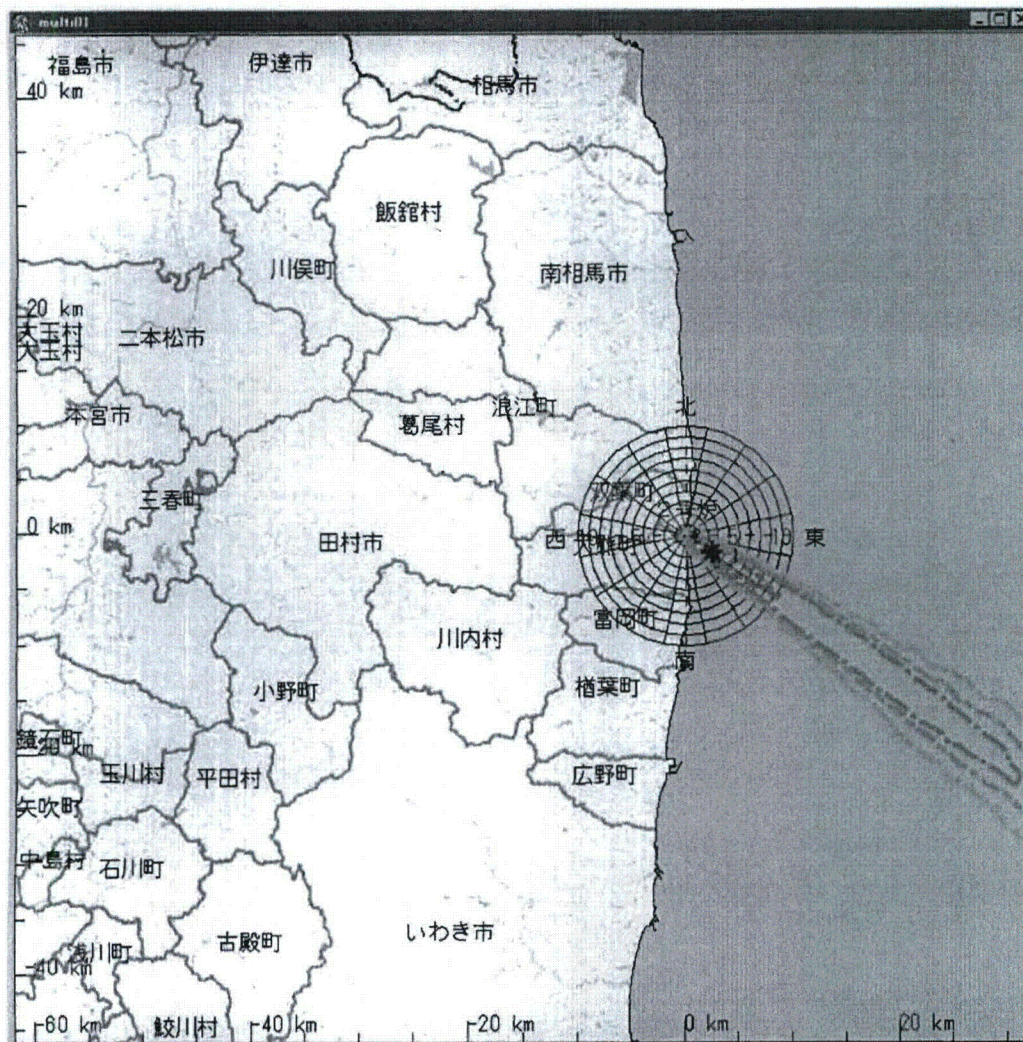 multi01
福島市
伊達市
相馬市
40 km
飯舘村
川俣町
南相馬市
20 km
大玉村
大玉村
二本松市
本宮市
浪江町
葛尾村
北
双葉町
三春町
0 km
田村市
西
東
富岡町
川内村
南
小野町
楢葉町
鏡石町
-20 km
玉川村
平田村
広野町
矢吹町
中島村
石川町
いわき市
古殿町
浅川町
-40 km
鮫川村
-60 km
-40 km
-20 km
0 km
20 km